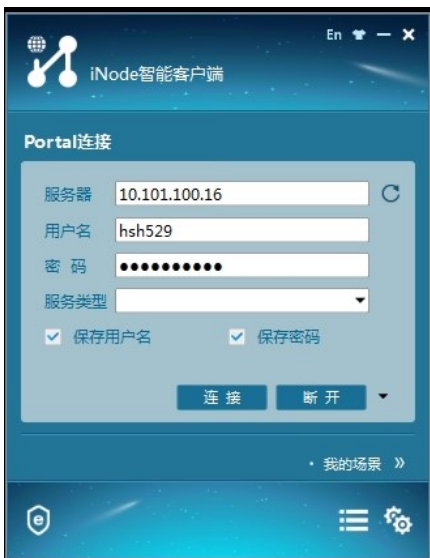 En
iNode智能客户端
Portal连接
服务器 10.101.100.16
用户名 hsh529
密 码 ●●●●●●●●●●
服务类型
保存用户名 保存密码
连 接 断 开
· 我的场景 »
e